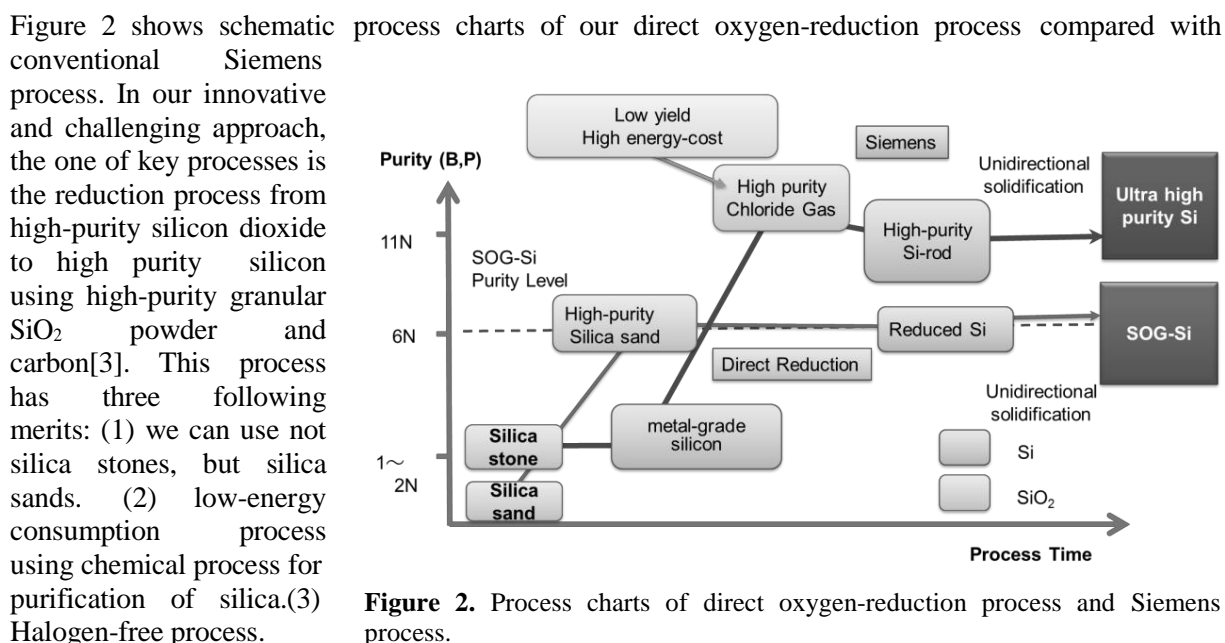 Figure 2 shows schematic process charts of our direct oxygen-reduction process compared with
conventional Siemens
process. In our innovative
and challenging approach,
the one of key processes is
the reduction process from
high-purity silicon dioxide
to high purity silicon
using high-purity granular
SiO₂ powder and
carbon[3]. This process
has three following
merits: (1) we can use not
silica stones, but silica
sands. (2) low-energy
consumption process
using chemical process for
purification of silica.(3)
Halogen-free process.
Low yield
High energy-cost
Siemens
Purity (B,P)
High purity
Chloride Gas
Unidirectional
solidification
Ultra high
purity Si
11N
High-purity
Si-rod
SOG-Si
Purity Level
High-purity
Silica sand
6N
Reduced Si
SOG-Si
Direct Reduction
Unidirectional
solidification
metal-grade
silicon
Silica
stone
1～
2N
Silica
sand
Si
SiO₂
Process Time
Figure 2. Process charts of direct oxygen-reduction process and Siemens
process.